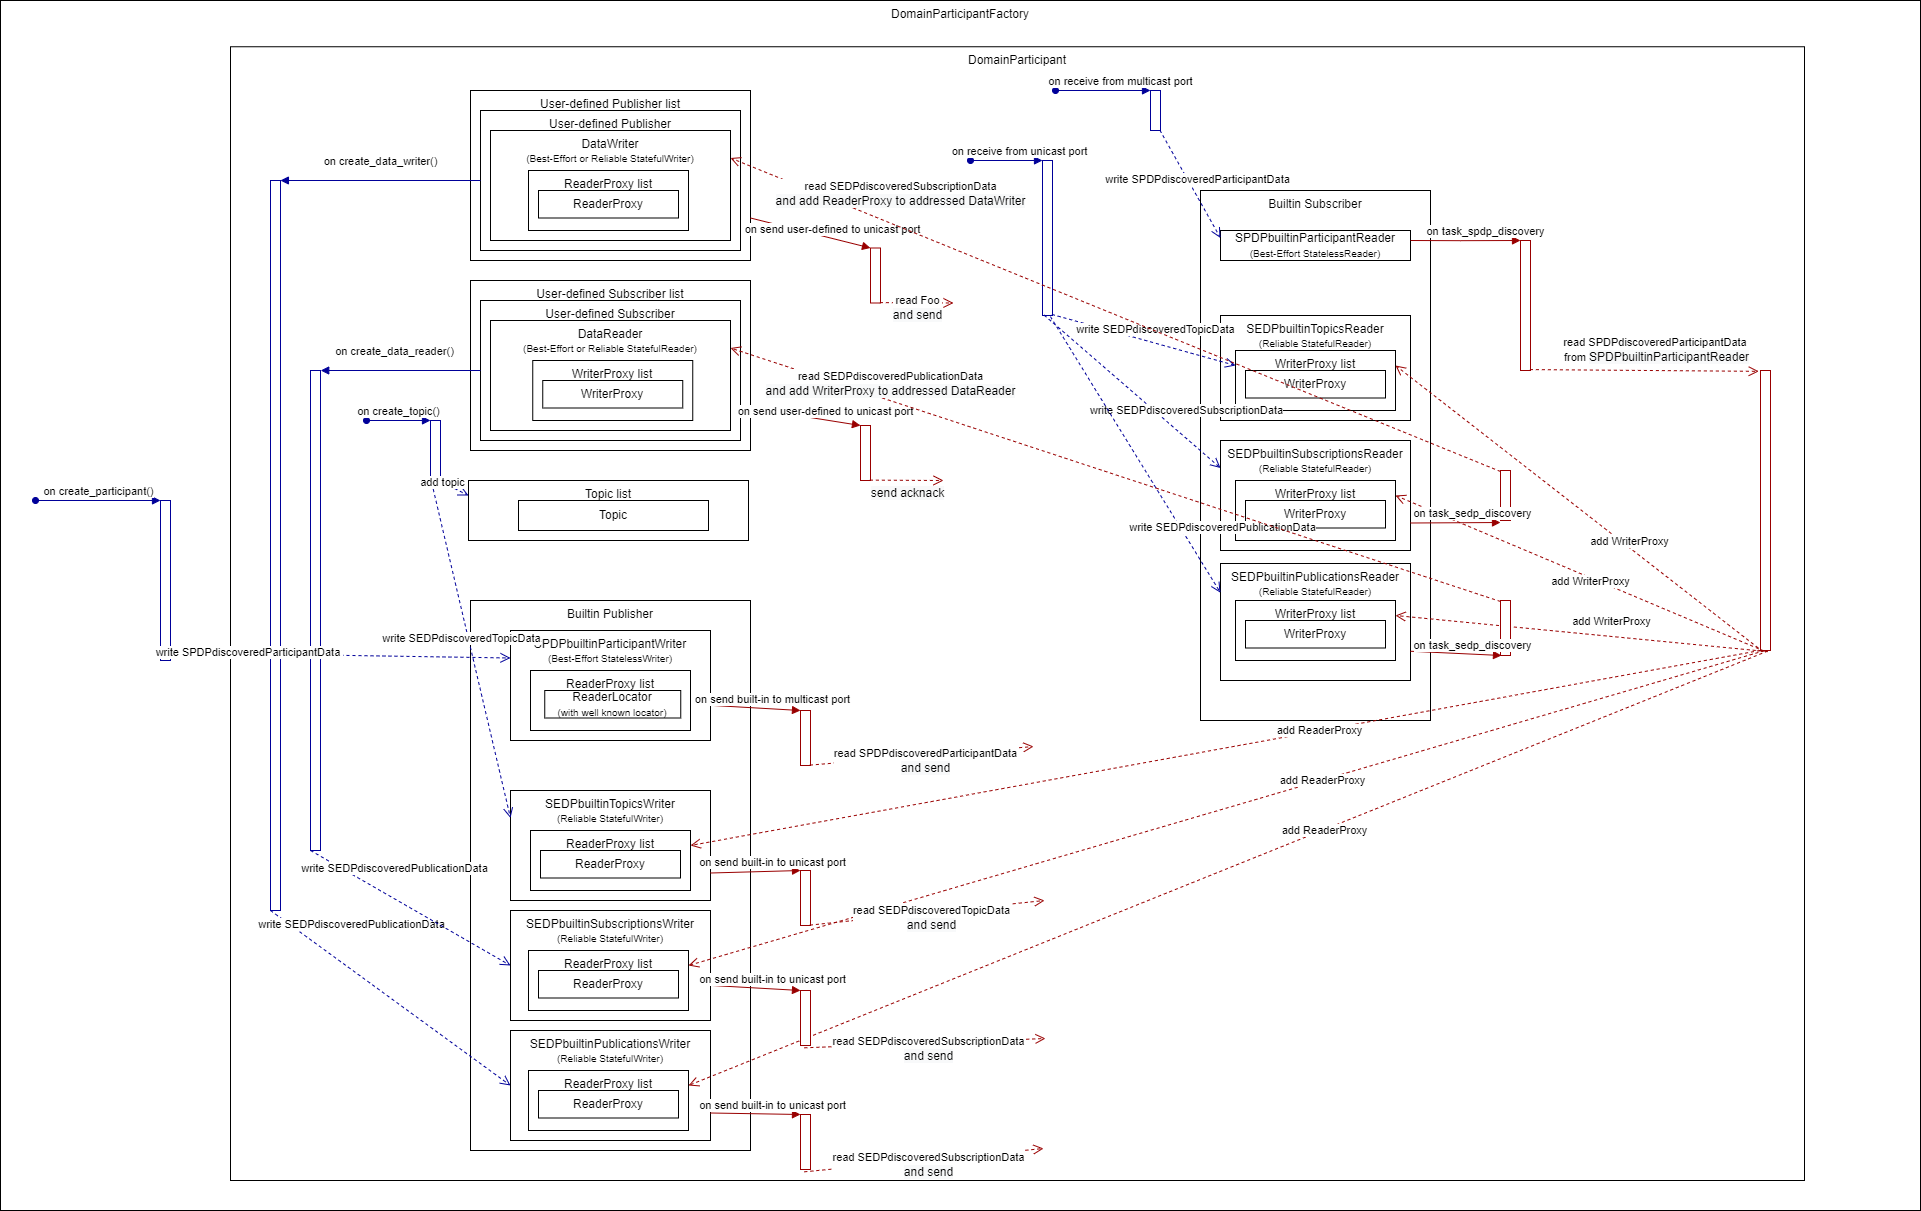 DomainParticipantFactory
DomainParticipant
on receive from multicast port
User-defined Publisher list
User-defined Publisher
DataWriter
(Best-Effort or Reliable StatefulWriter)
ReaderProxy list
ReaderProxy
on create_data_writer()
on receive from unicast port
read SEDPdiscoveredSubscriptionData
and add ReaderProxy to addressed DataWriter
on send user-defined to unicast port
read Foo
and send
write SPDPdiscoveredParticipantData
Builtin Subscriber
SPDPbuiltinParticipantReader
(Best-Effort StatelessReader)
on task_spdp_discovery
User-defined Subscriber list
User-defined Subscriber
DataReader
(Best-Effort or Reliable StatefulReader)
WriterProxy list
WriterProxy
on create_data_reader()
read SEDPdiscoveredPublicationData
and add WriterProxy to addressed DataReader
on send user-defined to unicast port
send acknack
write SEDPdiscoveredTopicData
SEDPbuiltinTopicsReader
(Reliable StatefulReader)
WriterProxy list
WriterProxy
read SPDPdiscoveredParticipantData
from SPDPbuiltinParticipantReader
on create_topic()
write SEDPdiscoveredSubscriptionData
SEDPbuiltinSubscriptionsReader
(Reliable StatefulReader)
WriterProxy list
WriterProxy
on task_sedp_discovery
add topic
Topic list
Topic
on create_participant()
write SEDPdiscoveredPublicationData
add WriterProxy
add WriterProxy
add WriterProxy
SEDPbuiltinPublicationsReader
(Reliable StatefulReader)
WriterProxy list
WriterProxy
on task_sedp_discovery
Builtin Publisher
write SEDPdiscoveredTopicData
write SPDPdiscoveredParticipantData
SPDPbuiltinParticipantWriter
(Best-Effort StatelessWriter)
ReaderProxy list
ReaderLocator
(with well known locator)
on send built-in to multicast port
read SPDPdiscoveredParticipantData
and send
add ReaderProxy
add ReaderProxy
add ReaderProxy
SEDPbuiltinTopicsWriter
(Reliable StatefulWriter)
ReaderProxy list
ReaderProxy
on send built-in to unicast port
read SEDPdiscoveredTopicData
and send
write SEDPdiscoveredPublicationData
write SEDPdiscoveredPublicationData
SEDPbuiltinSubscriptionsWriter
(Reliable StatefulWriter)
ReaderProxy list
ReaderProxy
on send built-in to unicast port
read SEDPdiscoveredSubscriptionData
and send
SEDPbuiltinPublicationsWriter
(Reliable StatefulWriter)
ReaderProxy list
ReaderProxy
on send built-in to unicast port
read SEDPdiscoveredSubscriptionData
and send